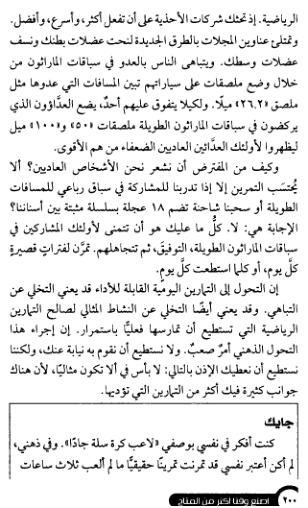 الرياضية. إذ تحثك شركات الأحذية على أن تفعل أكثر، وأسرع، وأفضل.
وتمتلئ عناوين المجلات بالطرق الجديدة لنحت عضلات بطنك ونسف
عضلات وسطك. ويتباهى الناس بالعدو في سباقات الماراثون من
خلال وضع ملصقات على سياراتهم تبين المسافات التي عدوها مثل
ملصق «٢٦.٢» ميلًا. ولكيلا يتفوق عليهم أحدٌ، يضع العدَّاؤون الذي
يركضون في سباقات الماراثون الطويلة ملصقات «٥٠» و«١٠٠» ميل
ليظهروا لأولئك العدَّائين العاديين الضعفاء من هم الأقوى.
وكيف من المفترض أن نشعر نحن الأشخاص العاديين؟ ألا
يُحتسَب التمرين إلا إذا تدربنا للمشاركة في سباق رباعي للمسافات
الطويلة أو سحبنا شاحنة تضم ١٨ عجلة بسلسلة مثبتة بين أسناننا؟
الإجابة هي: لا. كلُّ ما عليك هو أن تتمنى لأولئك المشاركين في
سباقات الماراثون الطويلة، التوفيقَ، ثم تتجاهلهم. تمرَّن لفتراتٍ قصيرةٍ
كلَّ يوم، أو كلما استطعت كلَّ يوم.
إن التحول إلى التمارين اليومية القابلة للأداء قد يعني التخلي عن
التباهي. وقد يعني أيضًا التخلي عن النشاط المثالي لصالح التمارين
الرياضية التي تستطيع أن تمارسها فعليًّا باستمرار. إن إجراء هذا
التحول الذهني أمرٌ صعبٌ. ولا نستطيع أن نقوم به نيابة عنك، ولكننا
نستطيع أن نعطيك الإذن بالتالي: لا بأس في ألا تكون مثاليًا، لأن هناك
جوانب كثيرة فيك أكثر من التمارين التي تؤديها.
جايك
كنت أفكر في نفسي بوصفي «لاعب كرة سلة جادًّا». وفي ذهني،
لم أكن أعتبر نفسي قد تمرنت تمرينًا حقيقيًّا ما لم ألعب ثلاث ساعات
٢٠٠ اصنع وقتا أكثر من المتاح